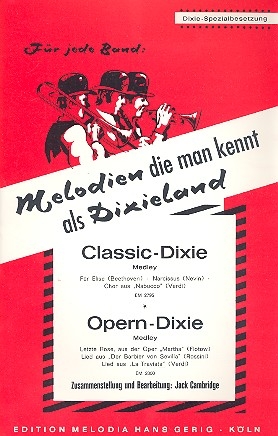 Dixie-Spezialbesetzung
Für jede Band:
Melodien die man kennt
als Dixieland
Classic-Dixie
Medley
Für Elise (Beethoven) - Narcissus (Nevin) -
Chor aus „Nabucco" (Verdi)
Opern-Dixie
Medley
Letzte Rose, aus der Oper „Martha" (Flotow)
Lied aus „Der Barbier von Sevilla" (Rossini)
Lied aus „La Traviata" (Verdi)
Zusammenstellung und Bearbeitung: Jack Cambridge
EDITION MELODIA HANS GERIG - KÖLN